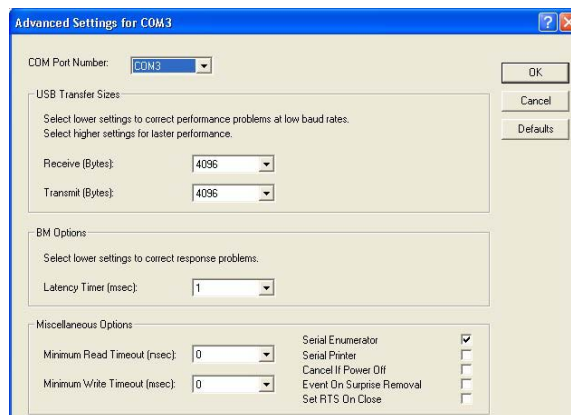 Advanced Settings for COM3
COM Port Number:
COM3
OK
Cancel
Defaults
USB Transfer Sizes
Select lower settings to correct performance problems at low baud rates.
Select higher settings for faster performance.
Receive (Bytes):
4096
Transmit (Bytes):
4096
BM Options
Select lower settings to correct response problems.
Latency Timer (msec):
1
Miscellaneous Options
Minimum Read Timeout (msec):
0
Minimum Write Timeout (msec):
0
Serial Enumerator
Serial Printer
Cancel If Power Off
Event On Surprise Removal
Set RTS On Close